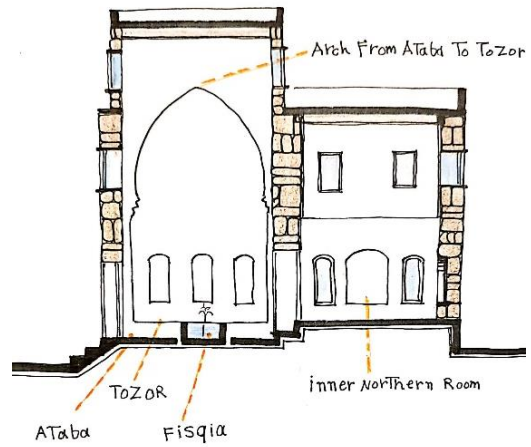 Arch From ATaba To Tozor
inner Northern Room
TOZOR
ATaba
Fisqia